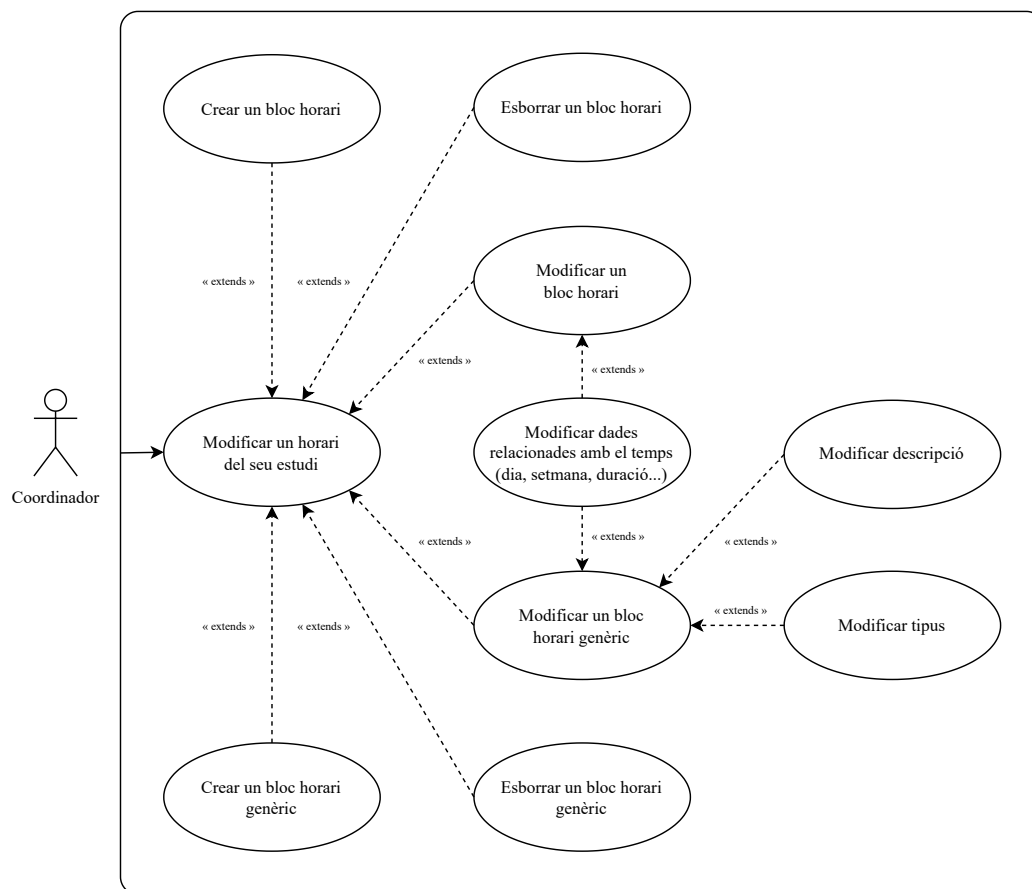 Crear un bloc horari
Esborrar un bloc horari
« extends »
« extends »
Modificar un
bloc horari
« extends »
« extends »
Coordinador
Modificar un horari
del seu estudi
Modificar dades
relacionades amb el temps
(dia, setmana, duració...)
Modificar descripció
« extends »
« extends »
« extends »
« extends »
« extends »
« extends »
Modificar un bloc
horari genèric
Modificar tipus
Crear un bloc horari
genèric
Esborrar un bloc horari
genèric